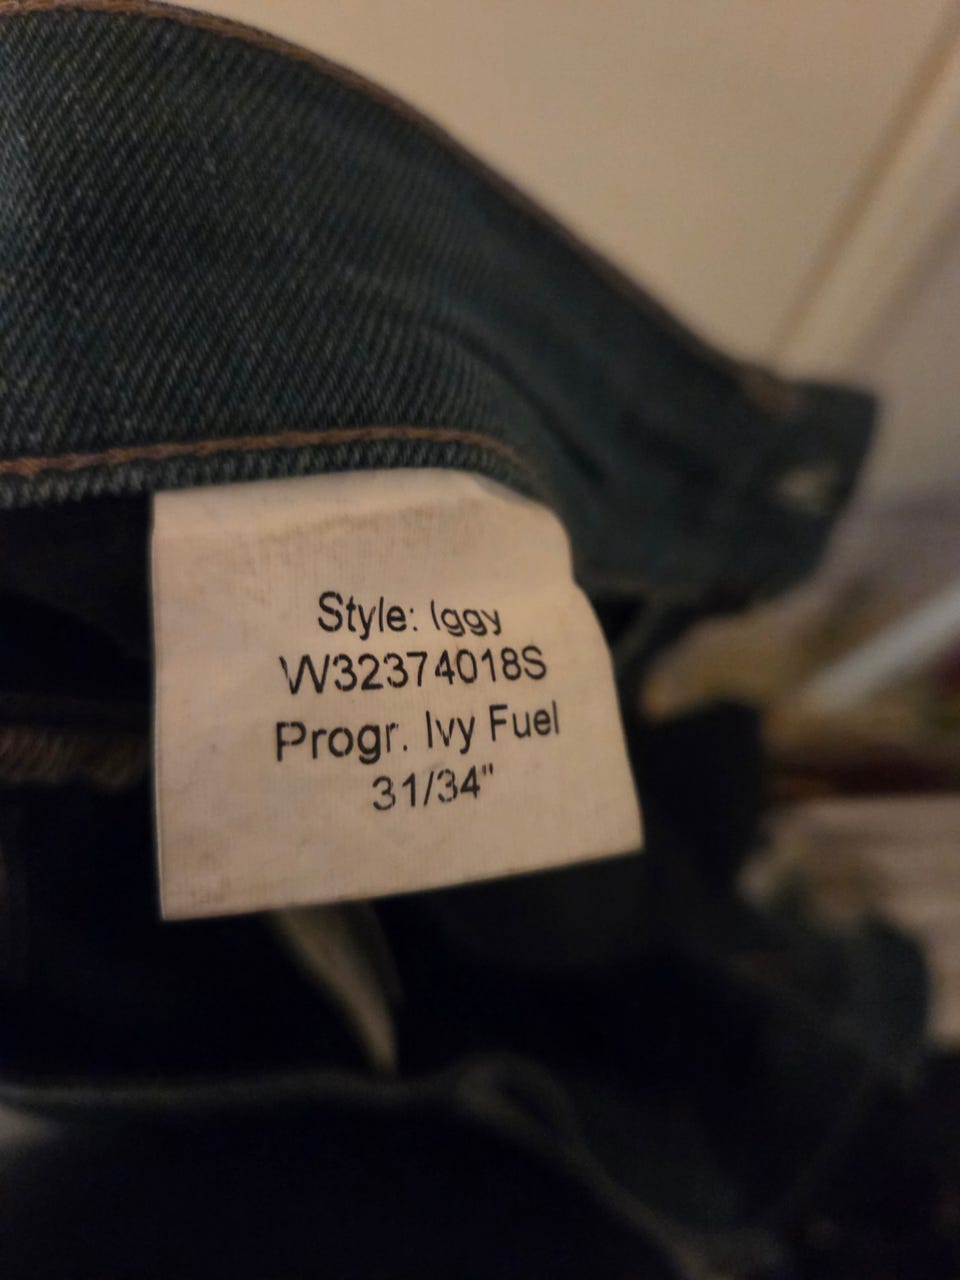 Style: Iggy
W32374018S
Progr. Ivy Fuel
31/34"